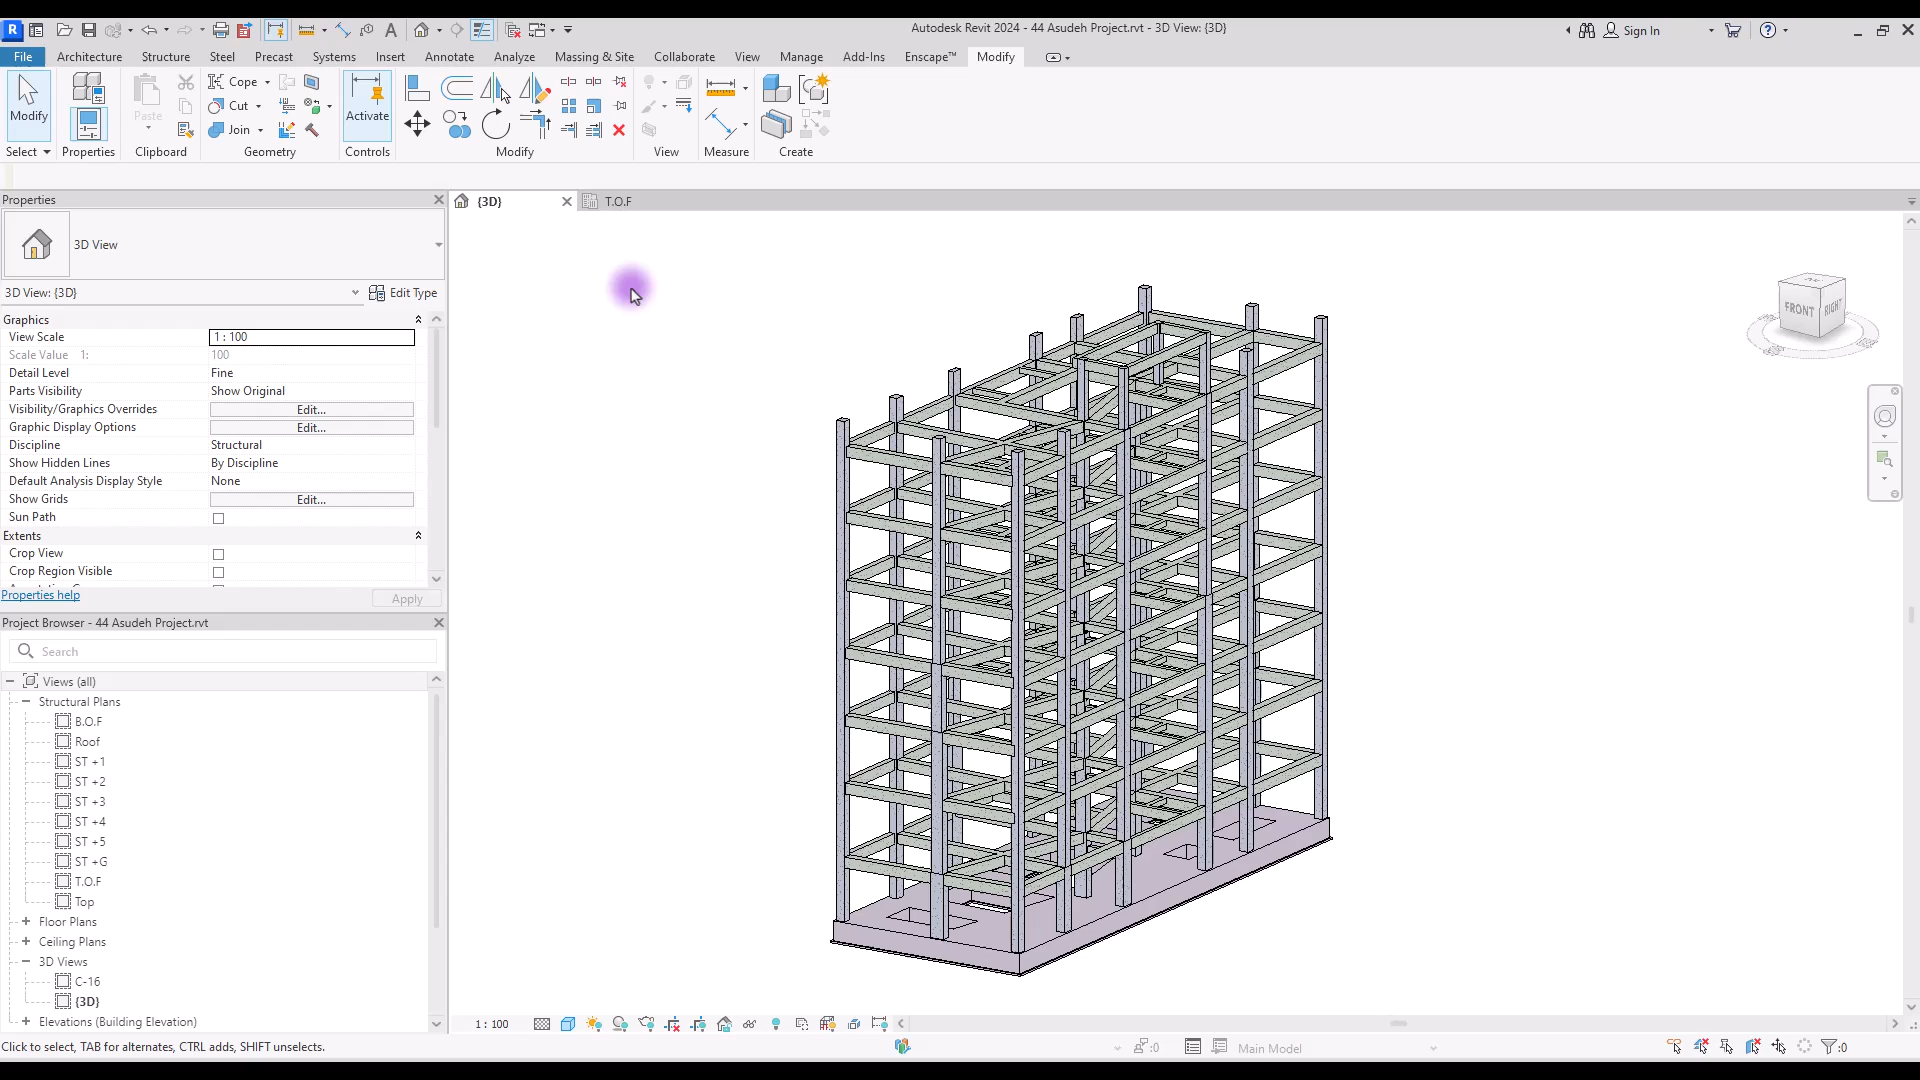 Autodesk Revit 2024 - 44 Asudeh Project.rvt - 3D View: {3D}
Sign In
File Architecture Structure Steel Precast Systems Insert Annotate Analyze Massing & Site Collaborate View Manage Add-Ins Enscape™ Modify
Modify
Paste
Cope
Cut
Join
Activate
Select Properties Clipboard Geometry Controls Modify View Measure Create
Properties
{3D}
T.O.F
3D View
3D View: {3D}
Edit Type
Graphics
View Scale 1 : 100
Scale Value 1: 100
Detail Level Fine
Parts Visibility Show Original
Visibility/Graphics Overrides Edit...
Graphic Display Options Edit...
Discipline Structural
Show Hidden Lines By Discipline
Default Analysis Display Style None
Show Grids Edit...
Sun Path
Extents
Crop View
Crop Region Visible
Properties help
Apply
Project Browser - 44 Asudeh Project.rvt
Search
Views (all)
Structural Plans
B.O.F
Roof
ST +1
ST +2
ST +3
ST +4
ST +5
ST +G
T.O.F
Top
Floor Plans
Ceiling Plans
3D Views
C-16
{3D}
Elevations (Building Elevation)
FRONT
RIGHT
1 : 100
Click to select, TAB for alternates, CTRL adds, SHIFT unselects.
:0
Main Model
:0